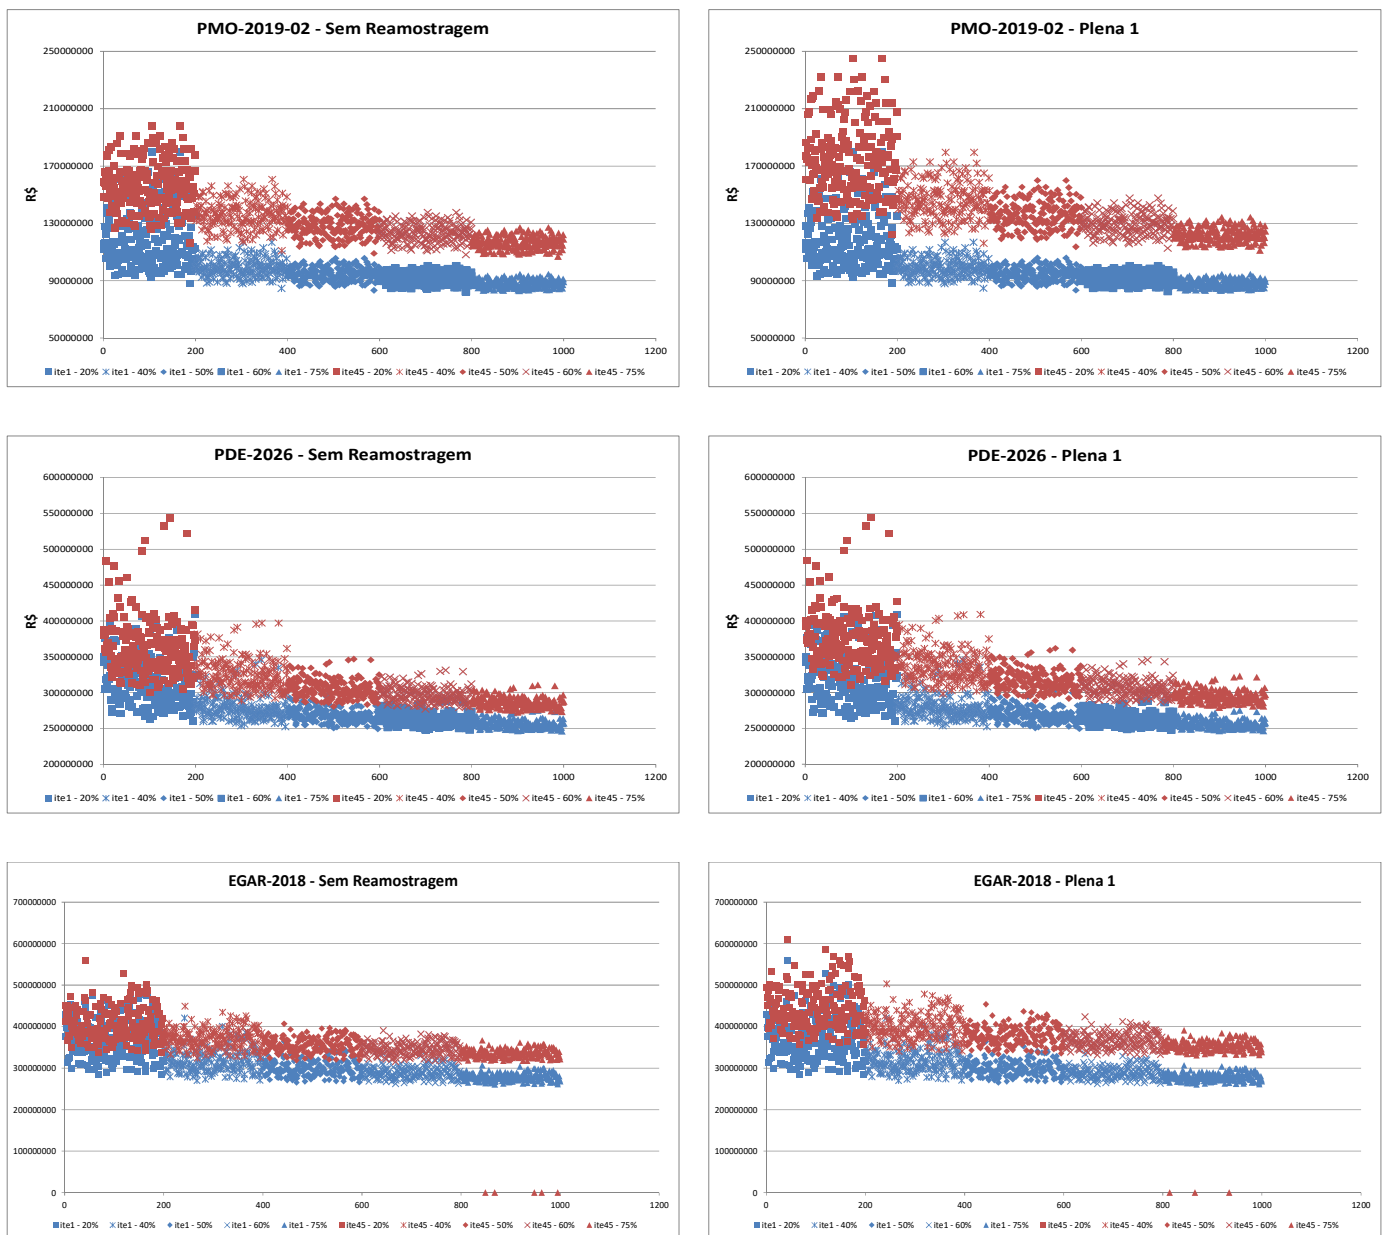 PMO-2019-02 - Sem Reamostragem
250000000
210000000
170000000
130000000
90000000
50000000
R$
0 200 400 600 800 1000 1200
ite1 - 20% ite1 - 40% ite1 - 50% ite1 - 60% ite1 - 75% ite45 - 20% ite45 - 40% ite45 - 50% ite45 - 60% ite45 - 75%
PMO-2019-02 - Plena 1
250000000
210000000
170000000
130000000
90000000
50000000
R$
0 200 400 600 800 1000 1200
ite1 - 20% ite1 - 40% ite1 - 50% ite1 - 60% ite1 - 75% ite45 - 20% ite45 - 40% ite45 - 50% ite45 - 60% ite45 - 75%
PDE-2026 - Sem Reamostragem
600000000
550000000
500000000
450000000
400000000
350000000
300000000
250000000
200000000
R$
0 200 400 600 800 1000 1200
ite1 - 20% ite1 - 40% ite1 - 50% ite1 - 60% ite1 - 75% ite45 - 20% ite45 - 40% ite45 - 50% ite45 - 60% ite45 - 75%
PDE-2026 - Plena 1
600000000
550000000
500000000
450000000
400000000
350000000
300000000
250000000
200000000
R$
0 200 400 600 800 1000 1200
ite1 - 20% ite1 - 40% ite1 - 50% ite1 - 60% ite1 - 75% ite45 - 20% ite45 - 40% ite45 - 50% ite45 - 60% ite45 - 75%
EGAR-2018 - Sem Reamostragem
700000000
600000000
500000000
400000000
300000000
200000000
100000000
0
0 200 400 600 800 1000 1200
ite1 - 20% ite1 - 40% ite1 - 50% ite1 - 60% ite1 - 75% ite45 - 20% ite45 - 40% ite45 - 50% ite45 - 60% ite45 - 75%
EGAR-2018 - Plena 1
700000000
600000000
500000000
400000000
300000000
200000000
100000000
0
0 200 400 600 800 1000 1200
ite1 - 20% ite1 - 40% ite1 - 50% ite1 - 60% ite1 - 75% ite45 - 20% ite45 - 40% ite45 - 50% ite45 - 60% ite45 - 75%